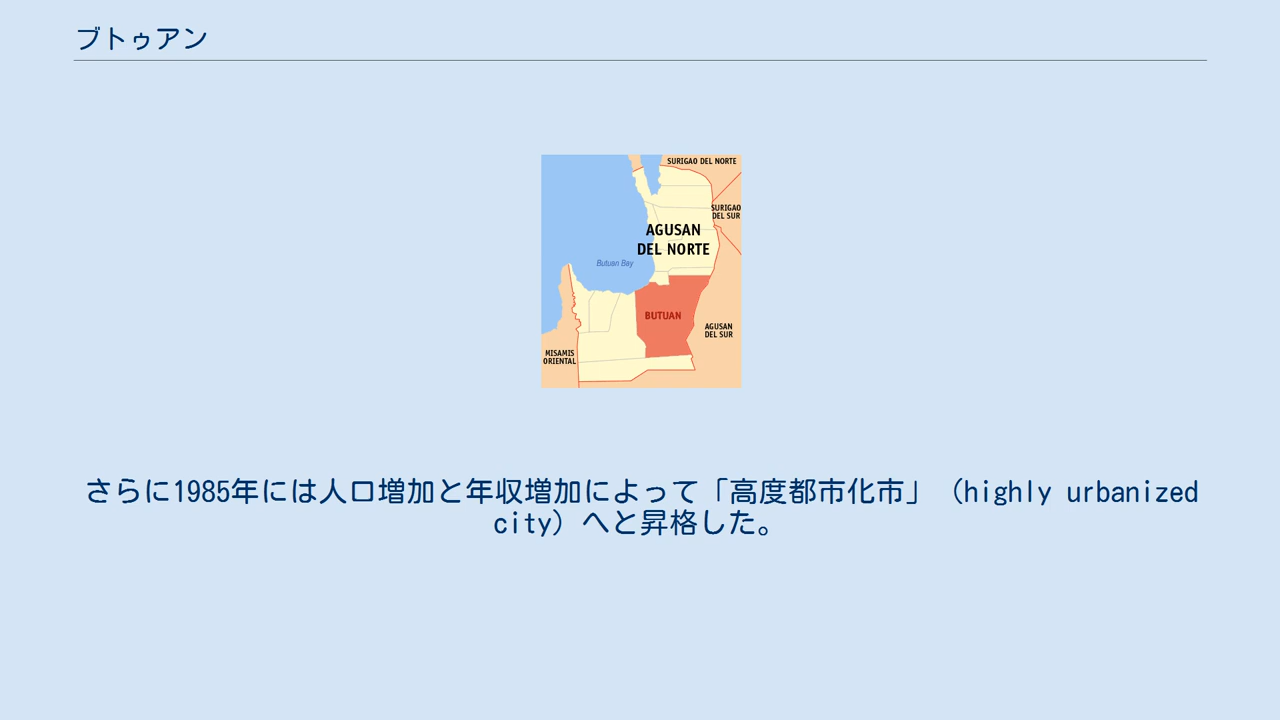 ブトゥアン
SURIGAO DEL NORTE
SURIGAO
DEL SUR
AGUSAN
DEL NORTE
Butuan Bay
BUTUAN
AGUSAN
DEL SUR
MISAMIS
ORIENTAL
さらに1985年には人口増加と年収増加によって「高度都市化市」（highly urbanized
city）へと昇格した。